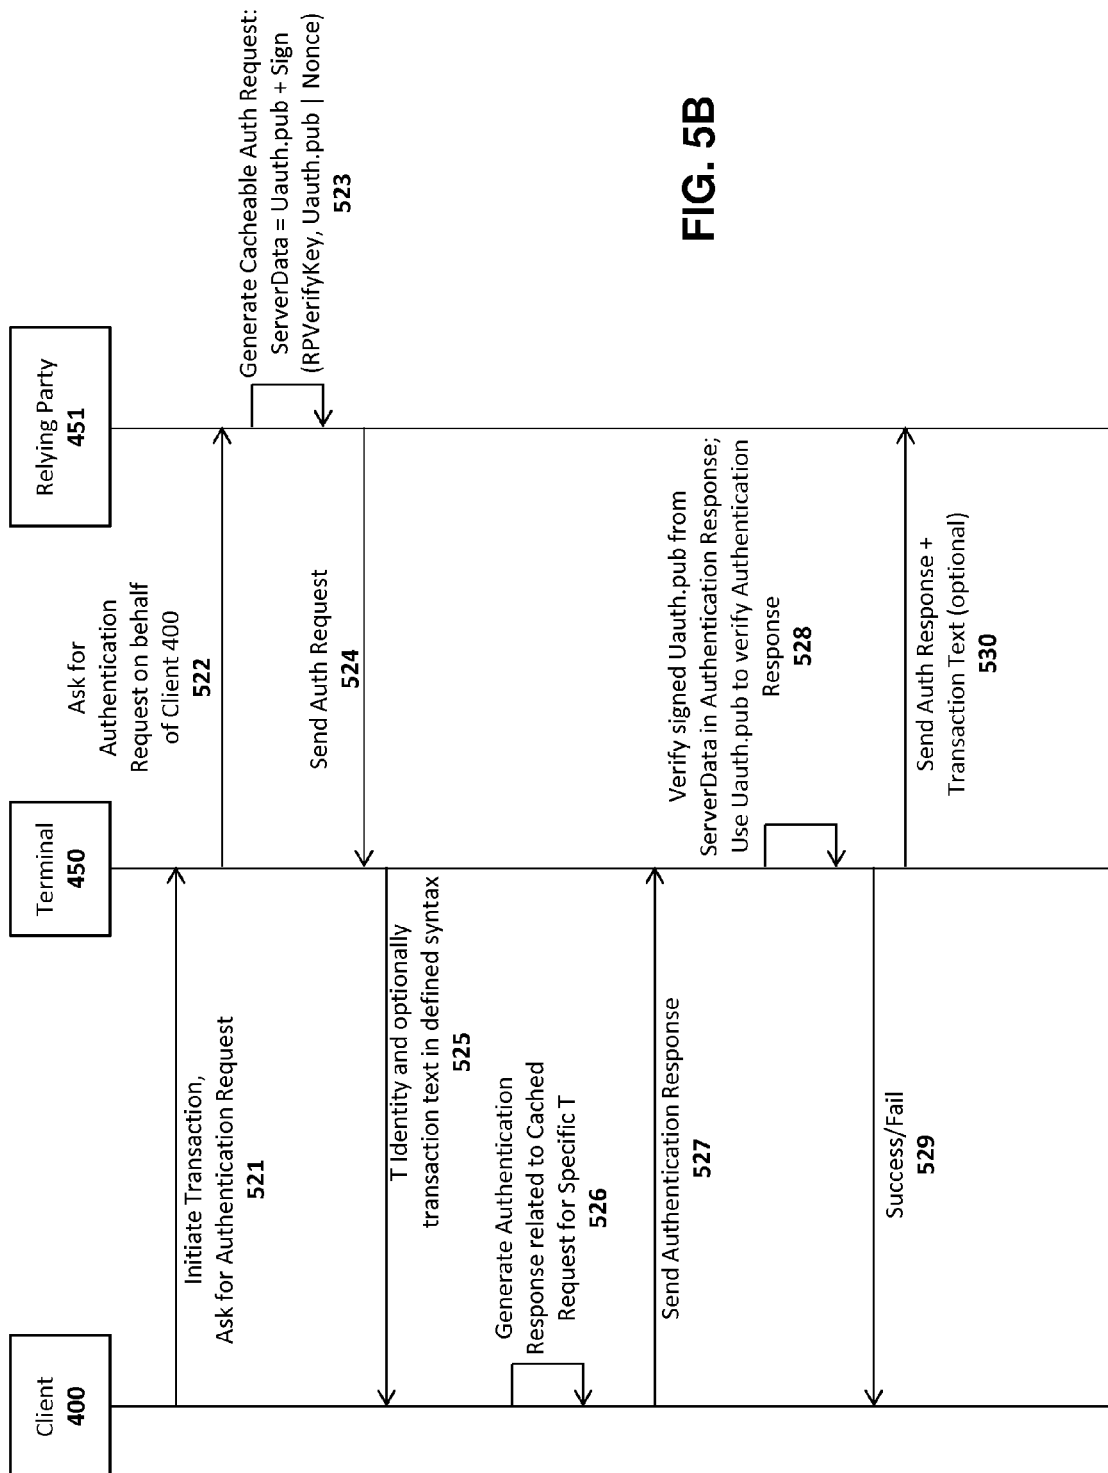 Client
400
Terminal
450
Relying Party
451
Initiate Transaction,
Ask for Authentication Request
521
Ask for
Authentication
Request on behalf
of Client 400
522
Generate Cacheable Auth Request:
ServerData = Uauth.pub + Sign
(RPVerifyKey, Uauth.pub | Nonce)
523
Send Auth Request
524
T Identity and optionally
transaction text in defined syntax
525
Generate Authentication
Response related to Cached
Request for Specific T
526
Send Authentication Response
527
Verify signed Uauth.pub from
ServerData in Authentication Response;
Use Uauth.pub to verify Authentication
Response
528
Success/Fail
529
Send Auth Response +
Transaction Text (optional)
530
FIG. 5B